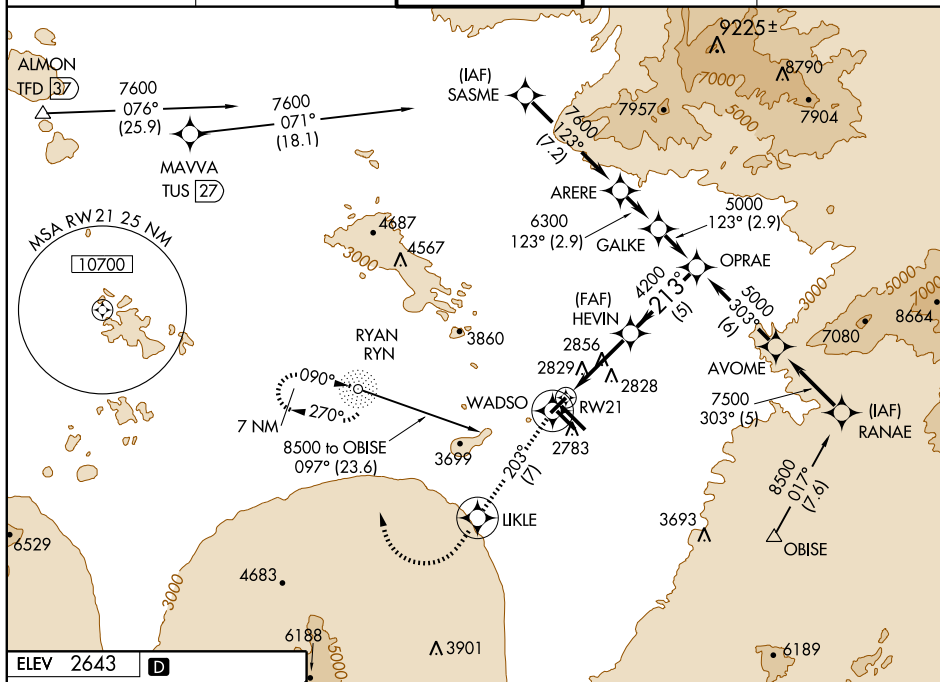 9225±
8790
7000
7904
5000
7957
ALMON
TFD 37
7600
076°
(25.9)
7600
071°
(18.1)
MAVVA
TUS 27
(IAF)
SASME
7600
123°
(7.2)
ARERE
6300
123° (2.9)
GALKE
5000
123° (2.9)
OPRAE
MSA RW21 25 NM
10700
4687
4567
3000
3860
4200
213°
(5)
(FAF)
HEVIN
5000
303°
(6)
3000
5000
7000
8664
7080
AVOME
7500
303° (5)
(IAF)
RANAE
RYAN
RYN
090°
270°
7 NM
8500 to OBISE
097° (23.6)
2856
2829
2828
WADSO
RW21
2783
3699
203°
(7)
LIKLE
8500
017°
(7.6)
OBISE
3693
6529
3000
4683
6188
5000
3901
6189
ELEV 2643
D